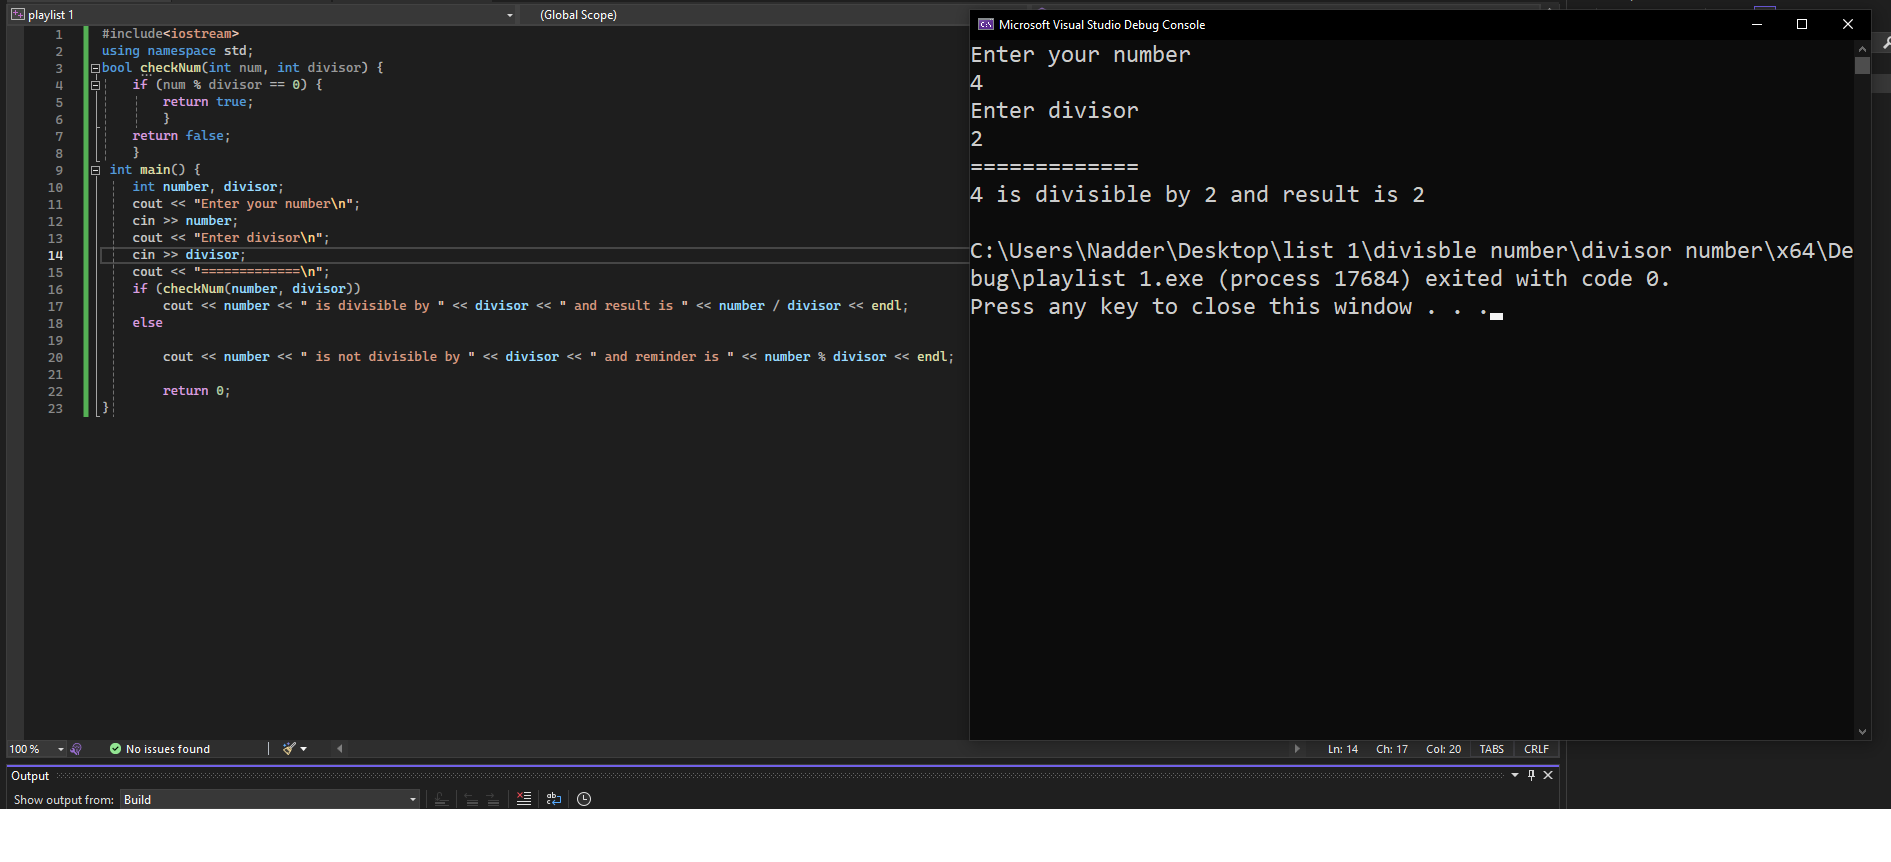 playlist 1
(Global Scope)
1 #include<iostream>
2 using namespace std;
3 bool checkNum(int num, int divisor) {
4 if (num % divisor == 0) {
5 return true;
6 }
7 return false;
8 }
9 int main() {
10 int number, divisor;
11 cout << "Enter your number\n";
12 cin >> number;
13 cout << "Enter divisor\n";
14 cin >> divisor;
15 cout << "=============\n";
16 if (checkNum(number, divisor))
17 cout << number << " is divisible by " << divisor << " and result is " << number / divisor << endl;
18 else
19
20 cout << number << " is not divisible by " << divisor << " and reminder is " << number % divisor << endl;
21
22 return 0;
23 }
Microsoft Visual Studio Debug Console
Enter your number
4
Enter divisor
2
=============
4 is divisible by 2 and result is 2
C:\Users\Nadder\Desktop\list 1\divisble number\divisor number\x64\De
bug\playlist 1.exe (process 17684) exited with code 0.
Press any key to close this window . . .
100 %
No issues found
Ln: 14 Ch: 17 Col: 20 TABS CRLF
Output
Show output from: Build